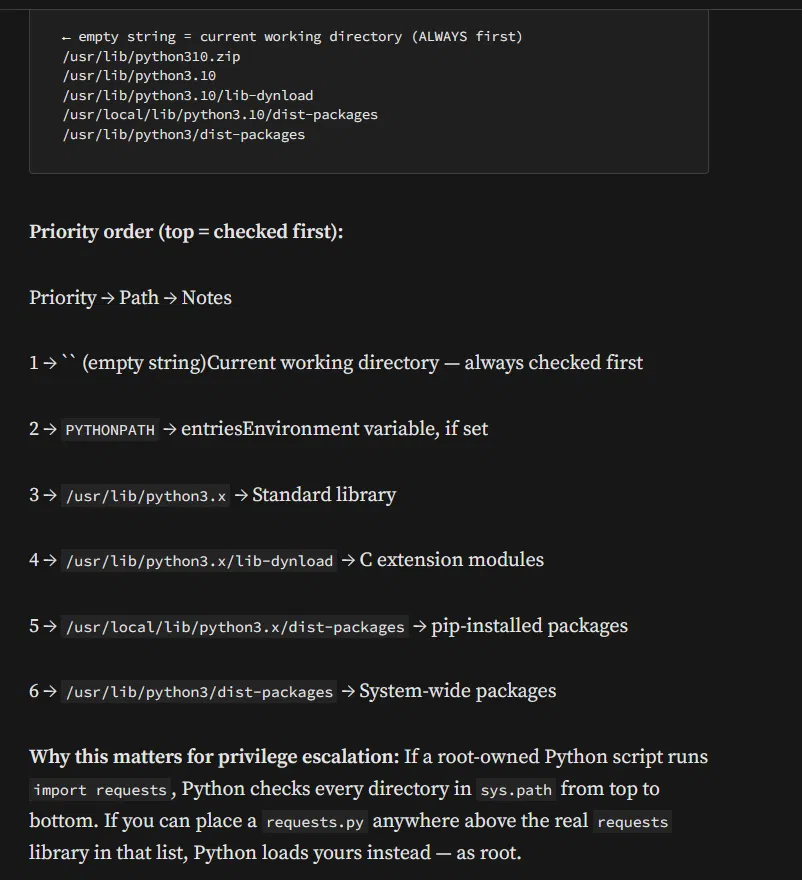 ← empty string = current working directory (ALWAYS first)
/usr/lib/python310.zip
/usr/lib/python3.10
/usr/lib/python3.10/lib-dynload
/usr/local/lib/python3.10/dist-packages
/usr/lib/python3/dist-packages
Priority order (top = checked first):
Priority → Path → Notes
1 → `` (empty string)Current working directory — always checked first
2 → PYTHONPATH → entriesEnvironment variable, if set
3 → /usr/lib/python3.x → Standard library
4 → /usr/lib/python3.x/lib-dynload → C extension modules
5 → /usr/local/lib/python3.x/dist-packages → pip-installed packages
6 → /usr/lib/python3/dist-packages → System-wide packages
Why this matters for privilege escalation: If a root-owned Python script runs
import requests, Python checks every directory in sys.path from top to
bottom. If you can place a requests.py anywhere above the real requests
library in that list, Python loads yours instead — as root.